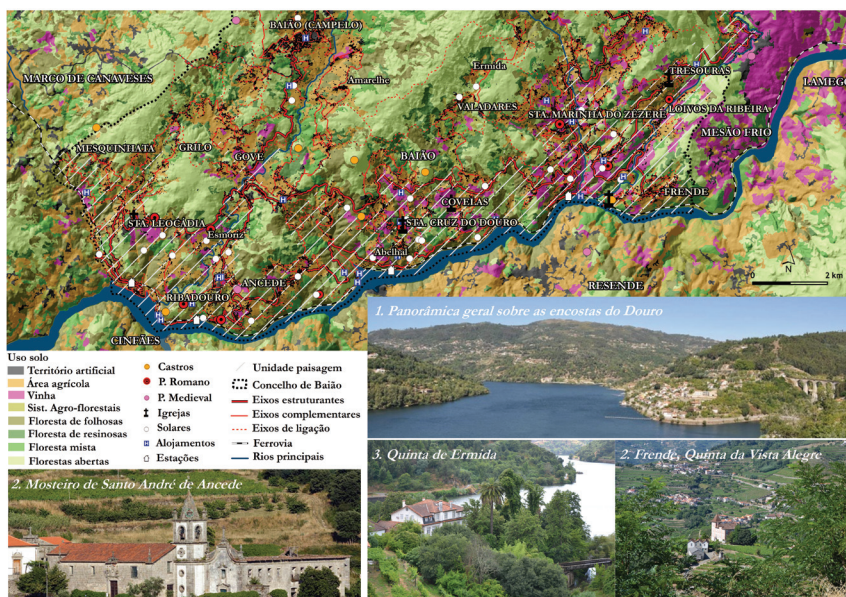 BAIÃO (CAMPELO)
MARCO DE CANAVESES
Amarelhe
Ermida
TRESOURAS
LAMEGO
VALADARES
STA. MARINHA DO ZÊZERE
LOIVOS DA RIBEIRA
MESÃO FRIO
MESQUINHATA
GRILO
GOVE
BAIÃO
FRENDE
COVELAS
STA. LEOCÁDIA
STA. CRUZ DO DOURO
Esmoriz
Abelhal
ANCEDE
RIBADOURO
RESENDE
CINFÃES
N
0 2 km
H
1. Panorâmica geral sobre as encostas do Douro
Uso solo
Território artificial
Área agrícola
Vinha
Sist. Agro-florestais
Floresta de folhosas
Floresta de resinosas
Floresta mista
Florestas abertas
Castros
P. Romano
P. Medieval
Igrejas
Solares
H Alojamentos
Estações
Unidade paisagem
Concelho de Baião
Eixos estruturantes
Eixos complementares
Eixos de ligação
Ferrovia
Rios principais
2. Mosteiro de Santo André de Ancede
3. Quinta de Ermida
2. Frende, Quinta da Vista Alegre